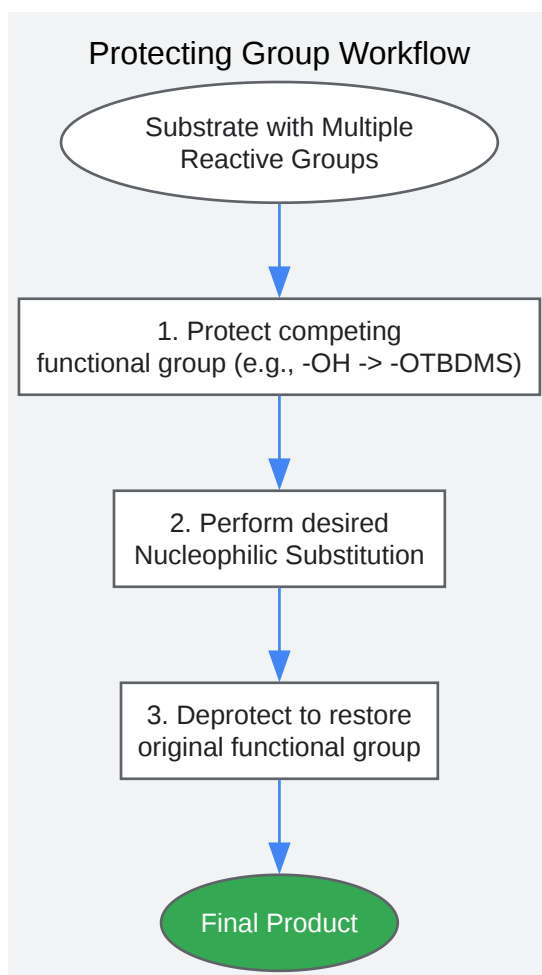 Protecting Group Workflow
Substrate with Multiple
Reactive Groups
1. Protect competing
functional group (e.g., -OH -> -OTBDMS)
2. Perform desired
Nucleophilic Substitution
3. Deprotect to restore
original functional group
Final Product